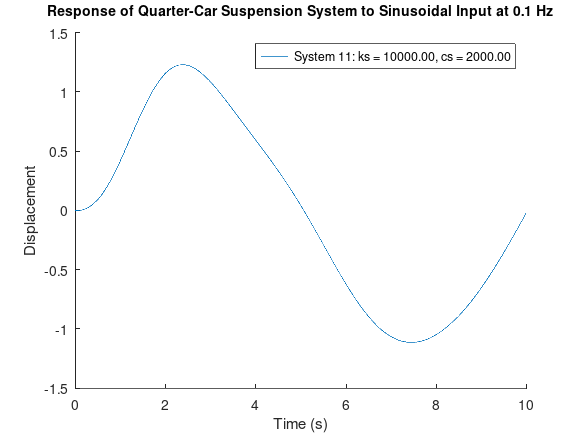 Response of Quarter-Car Suspension System to Sinusoidal Input at 0.1 Hz
System 11: ks = 10000.00, cs = 2000.00
Displacement
1.5
1
0.5
0
-0.5
-1
-1.5
0 2 4 6 8 10
Time (s)